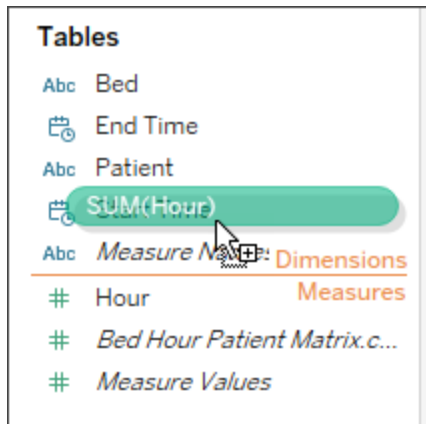 Tables
Abc Bed
End Time
Abc Patient
SUM(Hour)
Abc Measure
Dimensions
# Hour
Measures
# Bed Hour Patient Matrix.c...
# Measure Values